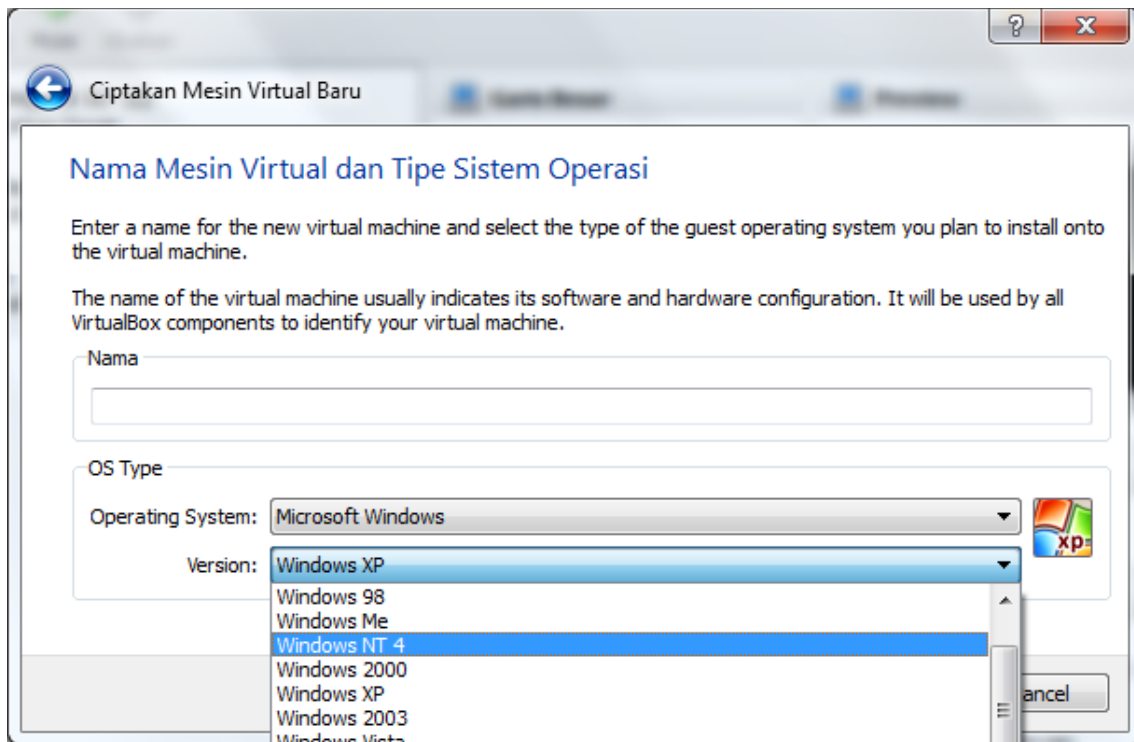 Ciptakan Mesin Virtual Baru
Nama Mesin Virtual dan Tipe Sistem Operasi
Enter a name for the new virtual machine and select the type of the guest operating system you plan to install onto
the virtual machine.
The name of the virtual machine usually indicates its software and hardware configuration. It will be used by all
VirtualBox components to identify your virtual machine.
Nama
OS Type
Operating System: Microsoft Windows
xp
Version: Windows XP
Windows 98
Windows Me
Windows NT 4
Windows 2000
Windows XP
ancel
Windows 2003
Windows Vista